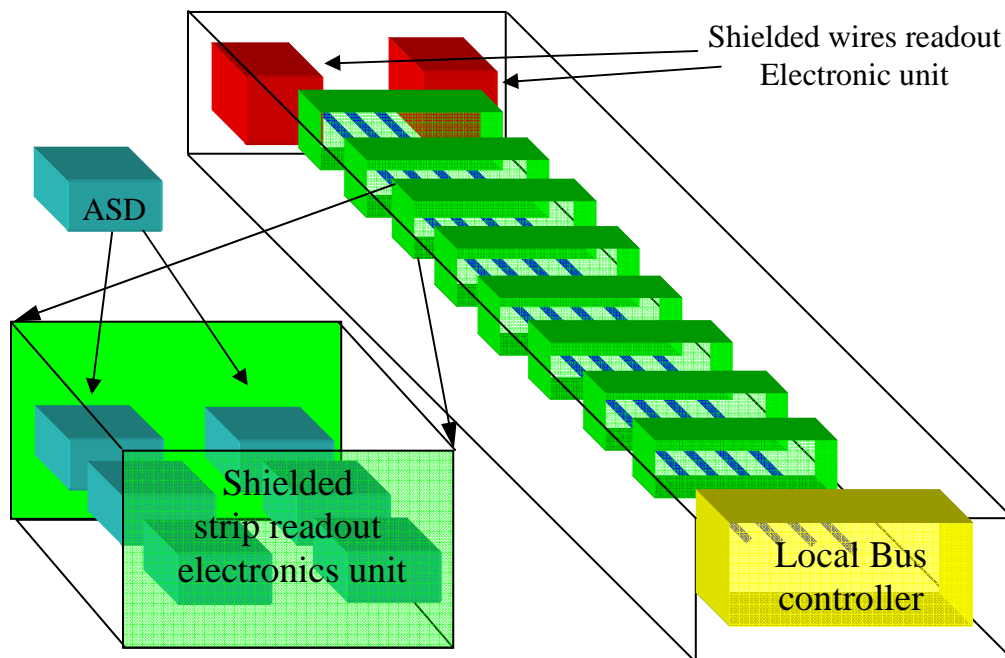 Shielded wires readout
Electronic unit
ASD
Shielded
strip readout
electronics unit
Local Bus
controller